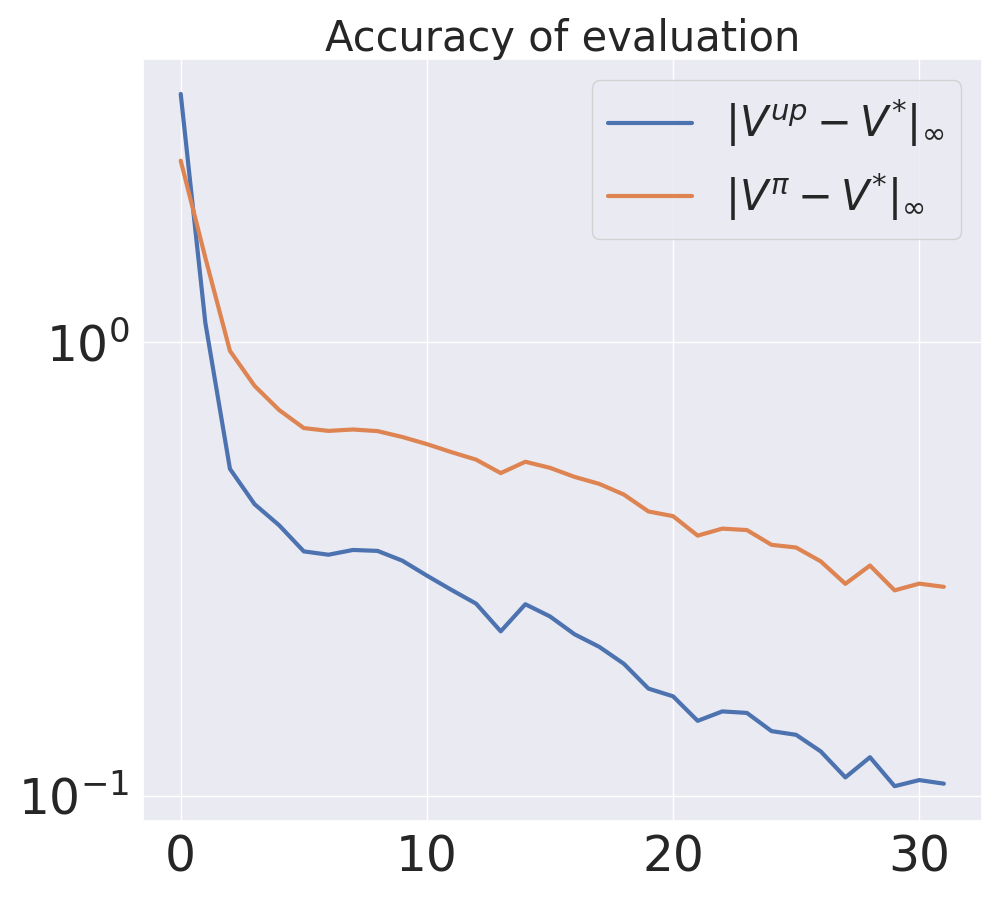 Accuracy of evaluation
|V^{up} − V^*|_∞
|V^π − V^*|_∞
10^0
10^{−1}
0 10 20 30